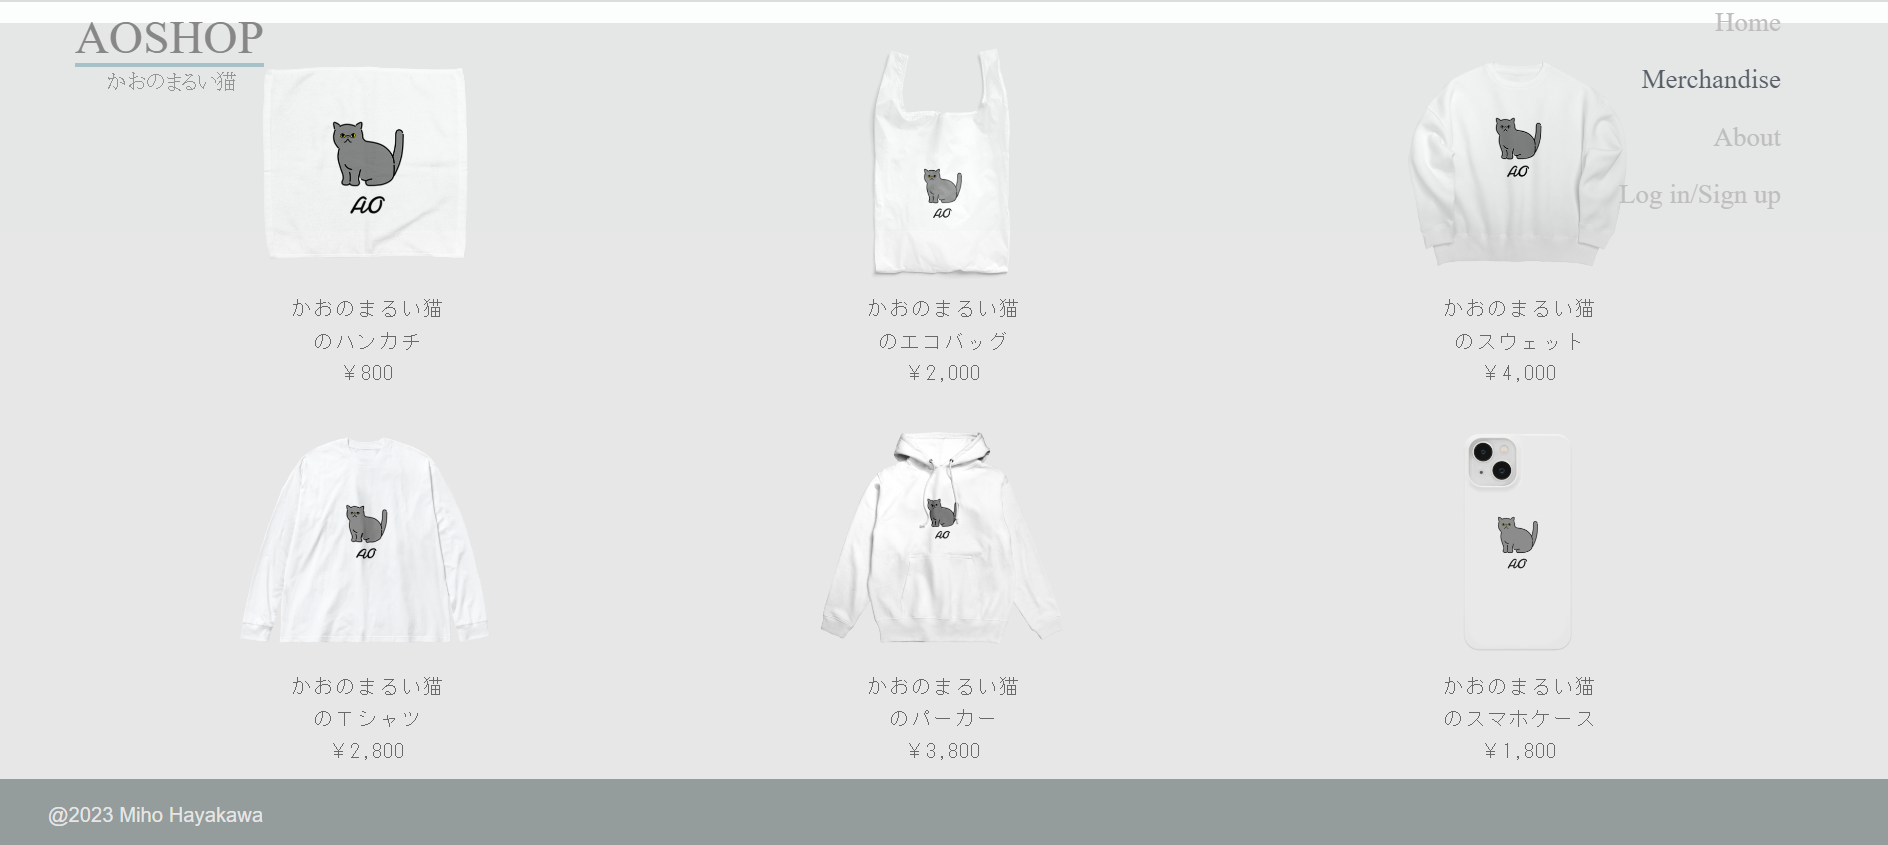 AOSHOP
かおのまるい猫
Home
Merchandise
About
Log in/Sign up
AO
かおのまるい猫
のハンカチ
￥800
AO
かおのまるい猫
のエコバッグ
￥2,000
AO
かおのまるい猫
のスウェット
￥4,000
AO
かおのまるい猫
のＴシャツ
￥2,800
AO
かおのまるい猫
のパーカー
￥3,800
AO
かおのまるい猫
のスマホケース
￥1,800
@2023 Miho Hayakawa